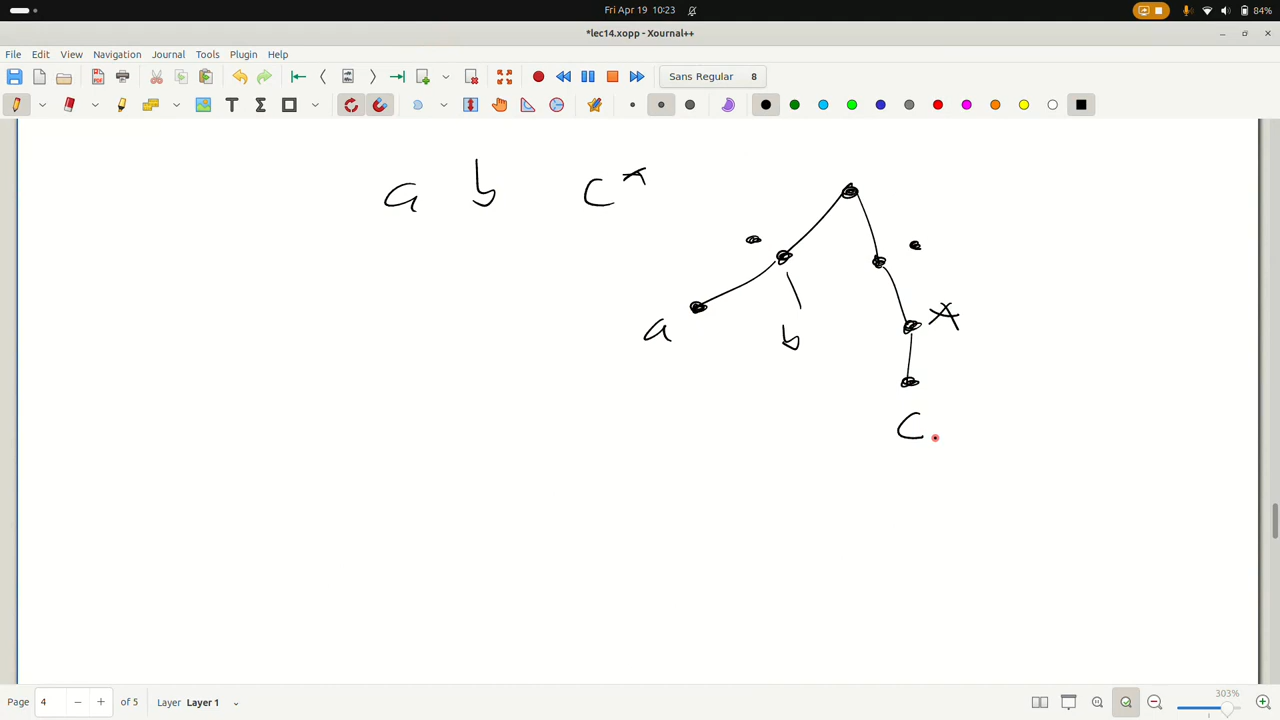 Fri Apr 19 10:23
84%
*lec14.xopp - Xournal++
File Edit View Navigation Journal Tools Plugin Help
Sans Regular 8
a b c*
a b *
c
Page 4 of 5 Layer Layer 1
303%